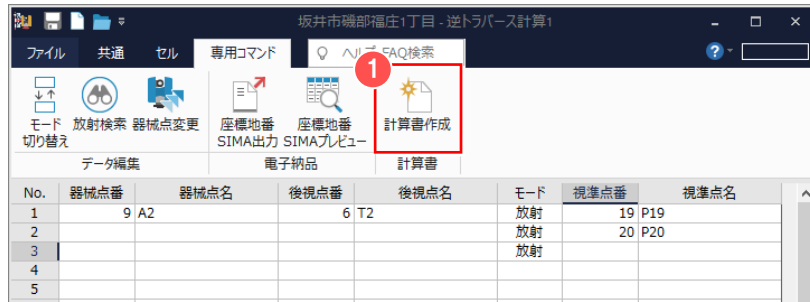 坂井市磯部福庄1丁目 - 逆トラバース計算1
ファイル 共通 セル 専用コマンド ヘルプ FAQ検索 ?
1
モード 放射検索 器械点変更 座標地番 座標地番 計算書作成
切り替え SIMA出力 SIMAプレビュー
データ編集 電子納品 計算書
No. 器械点番 器械点名 後視点番 後視点名 モード 視準点番 視準点名
1 9 A2 6 T2 放射 19 P19
2 放射 20 P20
3 放射
4
5